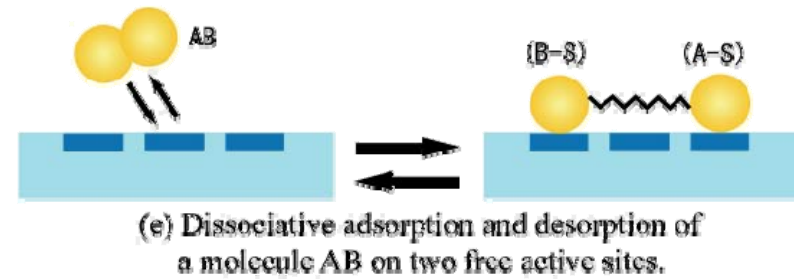 AB
(B-S)
(A-S)
(e) Dissociative adsorption and desorption of
a molecule AB on two free active sites.